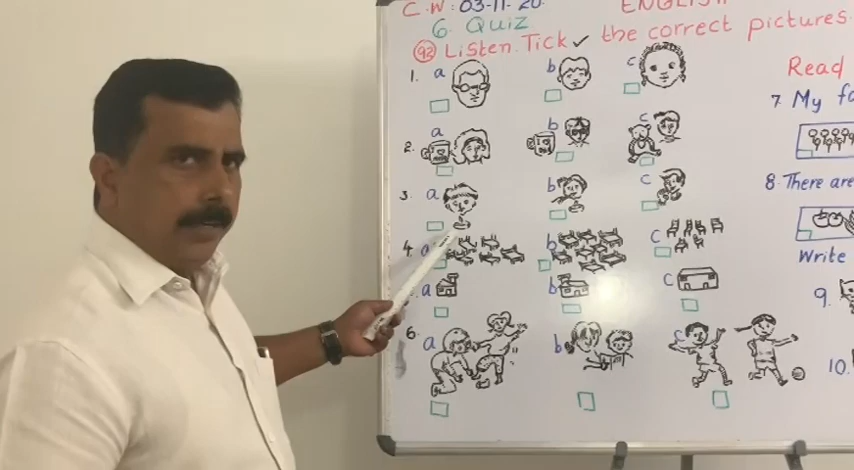 C.W: 03-11-20. ENGLISH
6. Quiz
92 Listen. Tick ✓ the correct pictures.
1. a b c
2. a b c
3. a b c
4. a b c
a b c
6. a b c
Read
7. My fa
8. There are
Write
9.
10.